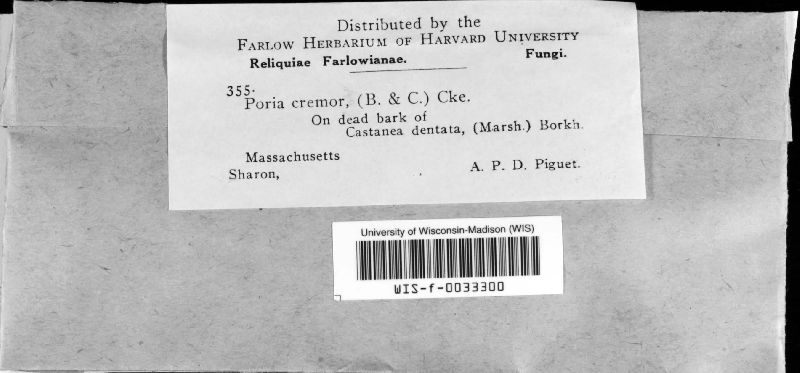 Distributed by the
FARLOW HERBARIUM OF HARVARD UNIVERSITY
Reliquiae Farlowianae. Fungi.
355.
Poria cremor, (B. & C.) Cke.
On dead bark of
Castanea dentata, (Marsh.) Borkh.
Massachusetts
Sharon, A. P. D. Piguet.
University of Wisconsin-Madison (WIS)
WIS-f-0033300